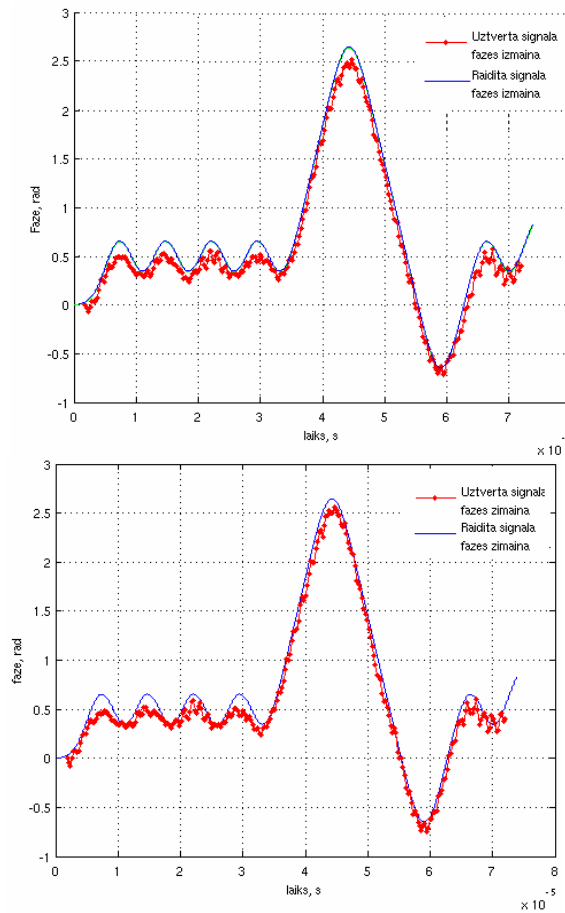 3
2.5
2
1.5
1
0.5
0
-0.5
-1
Faze, rad
Uztverta signala
fazes izmaina
Raidita signala
fazes izmaina
0 1 2 3 4 5 6 7
laiks, s
x 10
-5
3
2.5
2
1.5
1
0.5
0
-0.5
-1
faze, rad
Uztverta signala
fazes zimaina
Raidita signala
fazes zimaina
0 1 2 3 4 5 6 7 8
laiks, s
x 10
-5